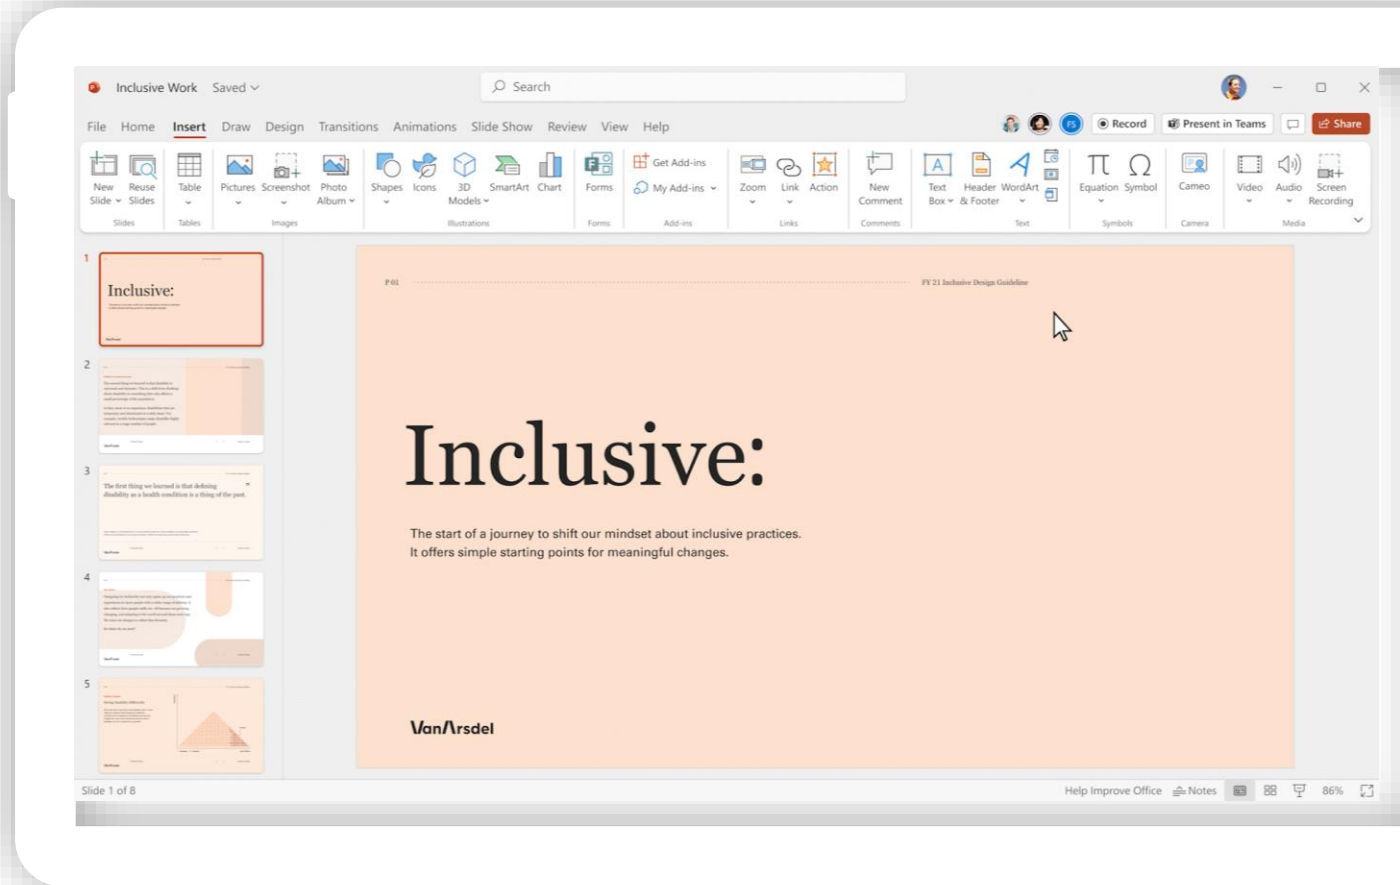 Inclusive Work Saved
Search
File Home Insert Draw Design Transitions Animations Slide Show Review View Help
FS Record Present in Teams Share
New Slide
Reuse Slides
Table
Pictures
Screenshot
Photo Album
Shapes
Icons
3D Models
SmartArt
Chart
Forms
Get Add-ins
My Add-ins
Zoom
Link
Action
New Comment
Text Box
Header & Footer
WordArt
Equation
Symbol
Cameo
Video
Audio
Screen Recording
Slides Tables Images Illustrations Forms Add-ins Links Comments Text Symbols Camera Media
1
Inclusive:
2
3
The first thing we learned is that defining
disability as a health condition is a thing of the past.
4
5
P 01
FY 21 Inclusive Design Guideline
Inclusive:
The start of a journey to shift our mindset about inclusive practices.
It offers simple starting points for meaningful changes.
VanArsdel
Slide 1 of 8
Help Improve Office Notes 86%